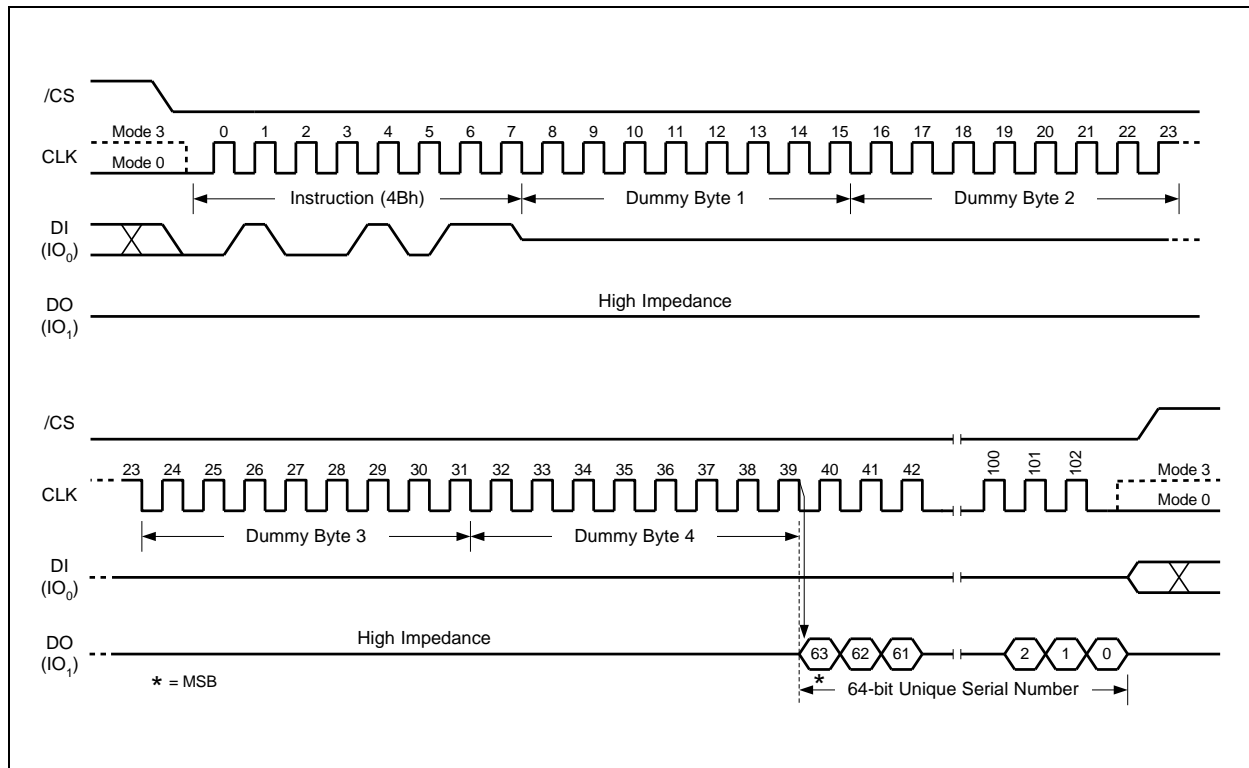 /CS
Mode 3
0 1 2 3 4 5 6 7 8 9 10 11 12 13 14 15 16 17 18 19 20 21 22 23
CLK
Mode 0
Instruction (4Bh) Dummy Byte 1 Dummy Byte 2
DI
(IO0)
High Impedance
DO
(IO1)
/CS
23 24 25 26 27 28 29 30 31 32 33 34 35 36 37 38 39 40 41 42 100 101 102
Mode 3
CLK
Mode 0
Dummy Byte 3 Dummy Byte 4
DI
(IO0)
High Impedance
DO
(IO1)
63 62 61 2 1 0
* = MSB
*
64-bit Unique Serial Number